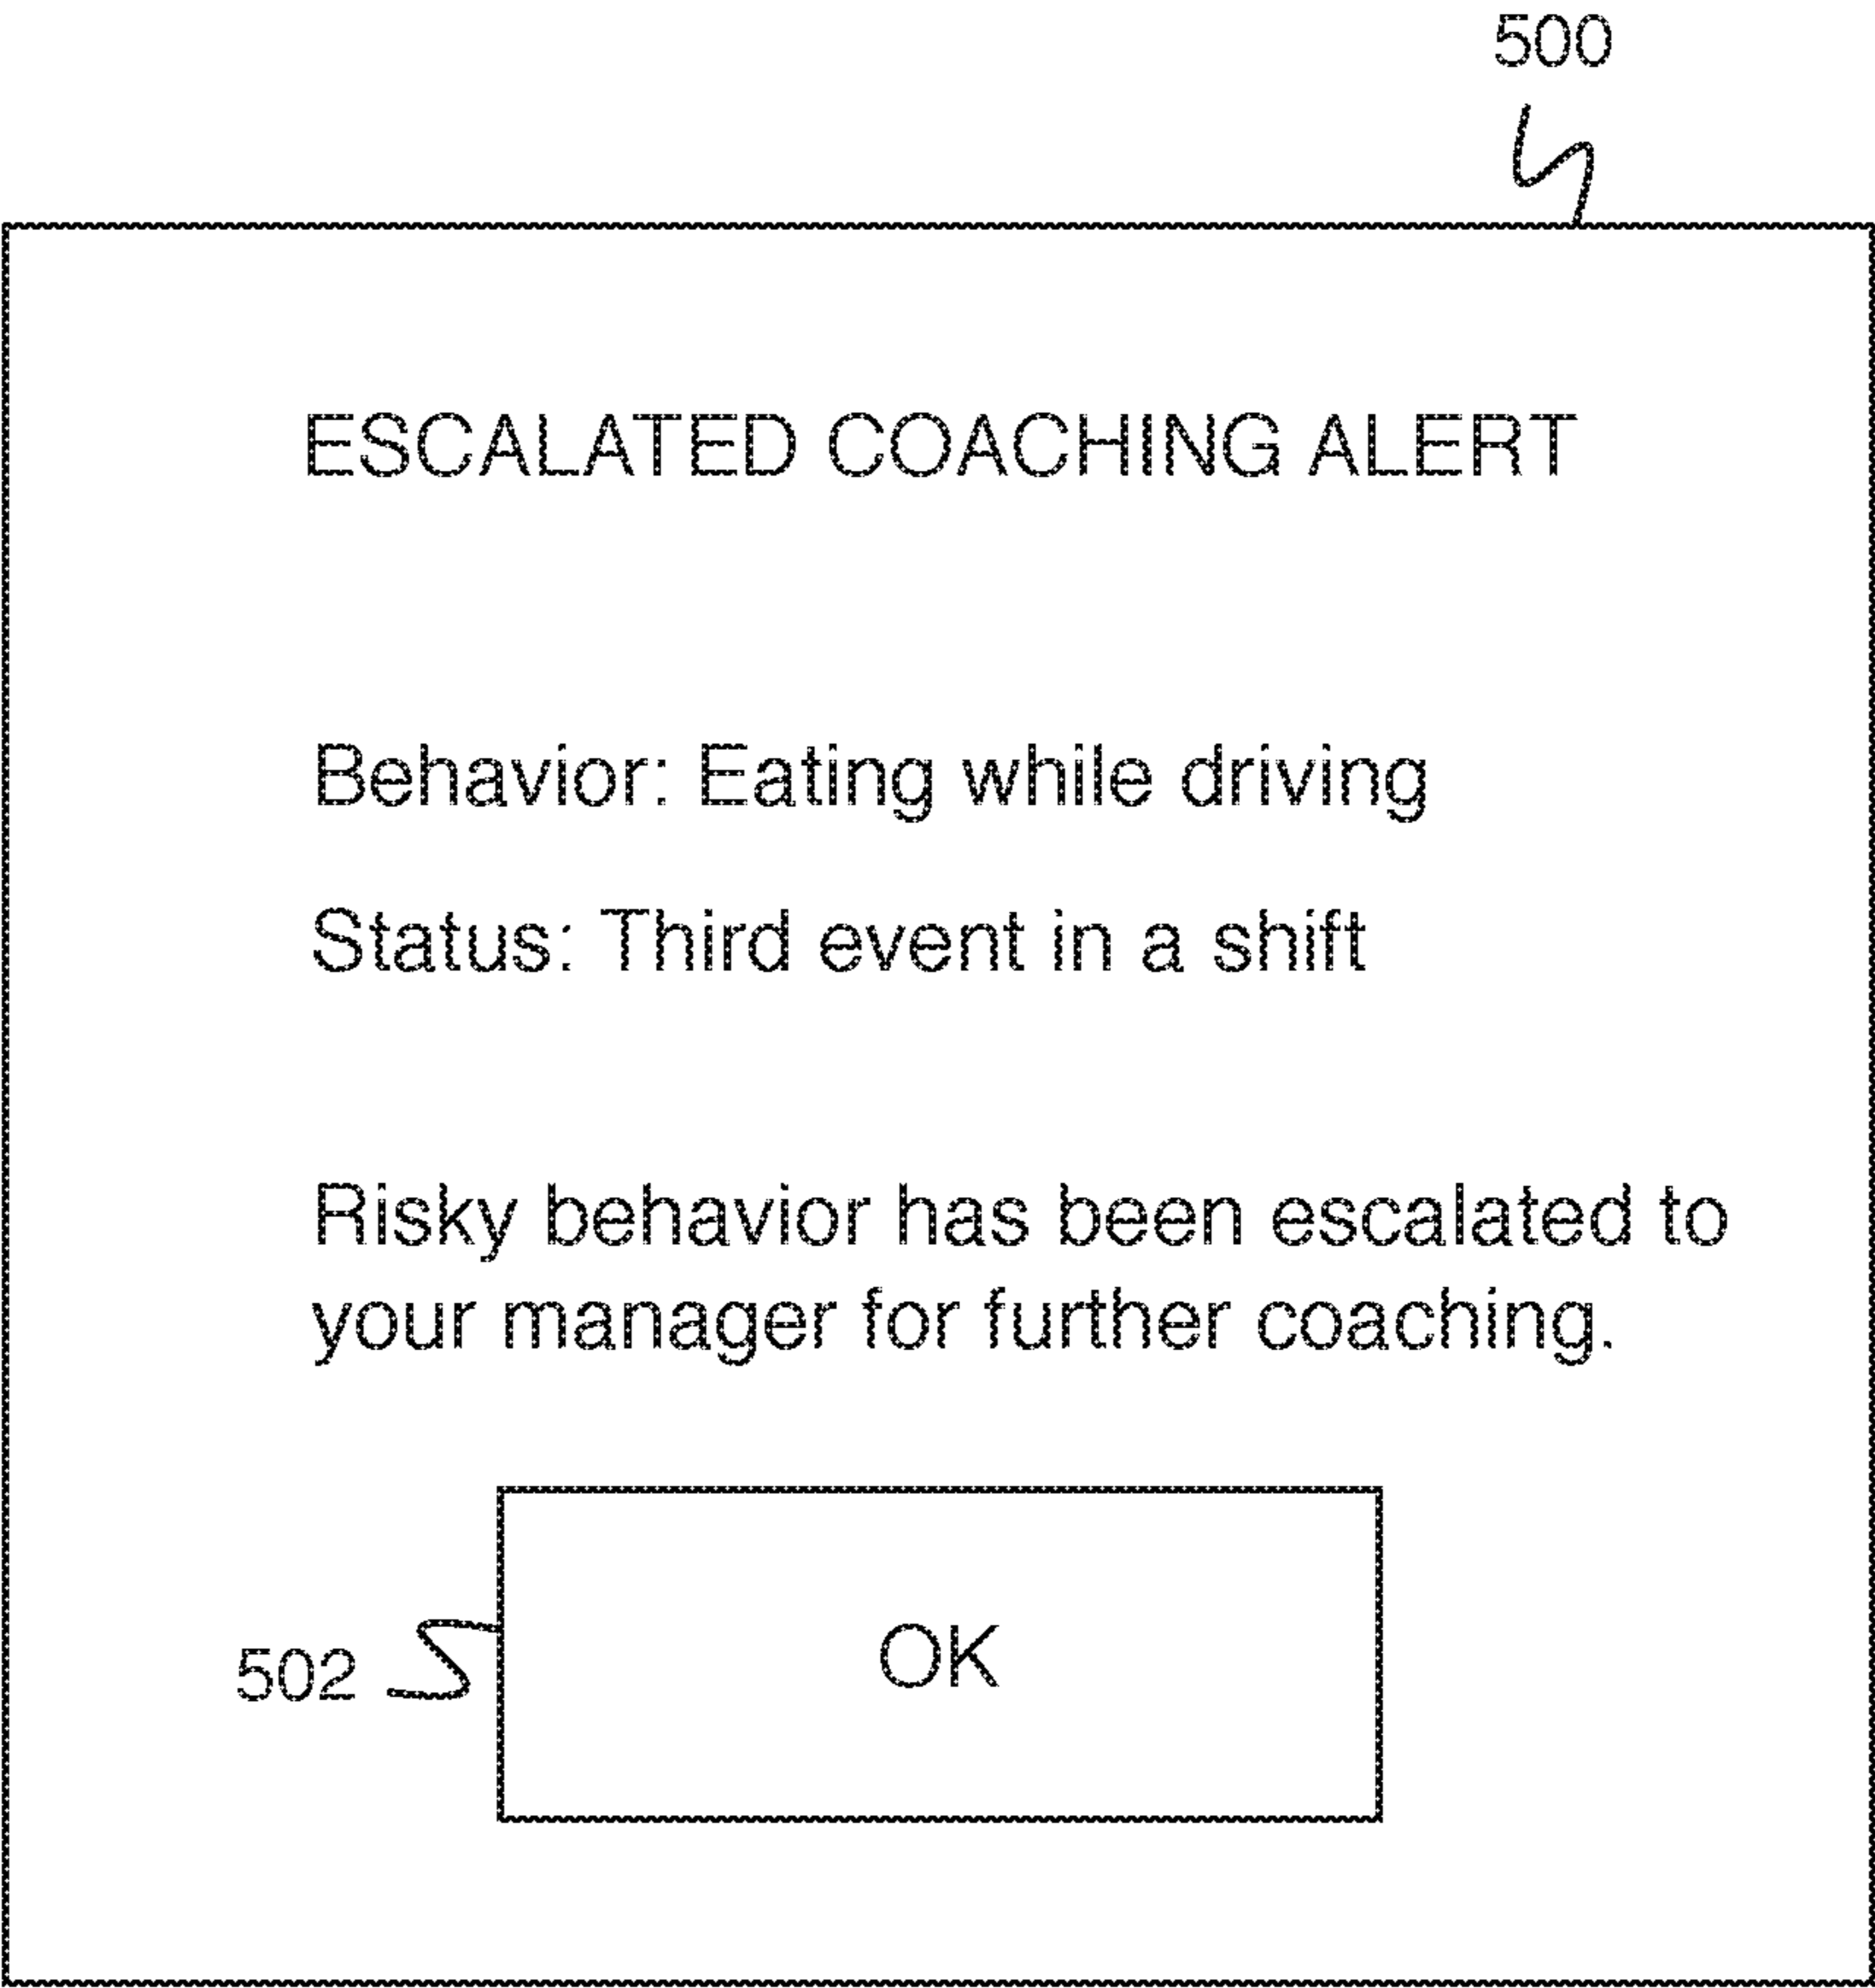 500
ESCALATED COACHING ALERT
Behavior: Eating while driving
Status: Third event in a shift
Risky behavior has been escalated to
your manager for further coaching.
OK
502